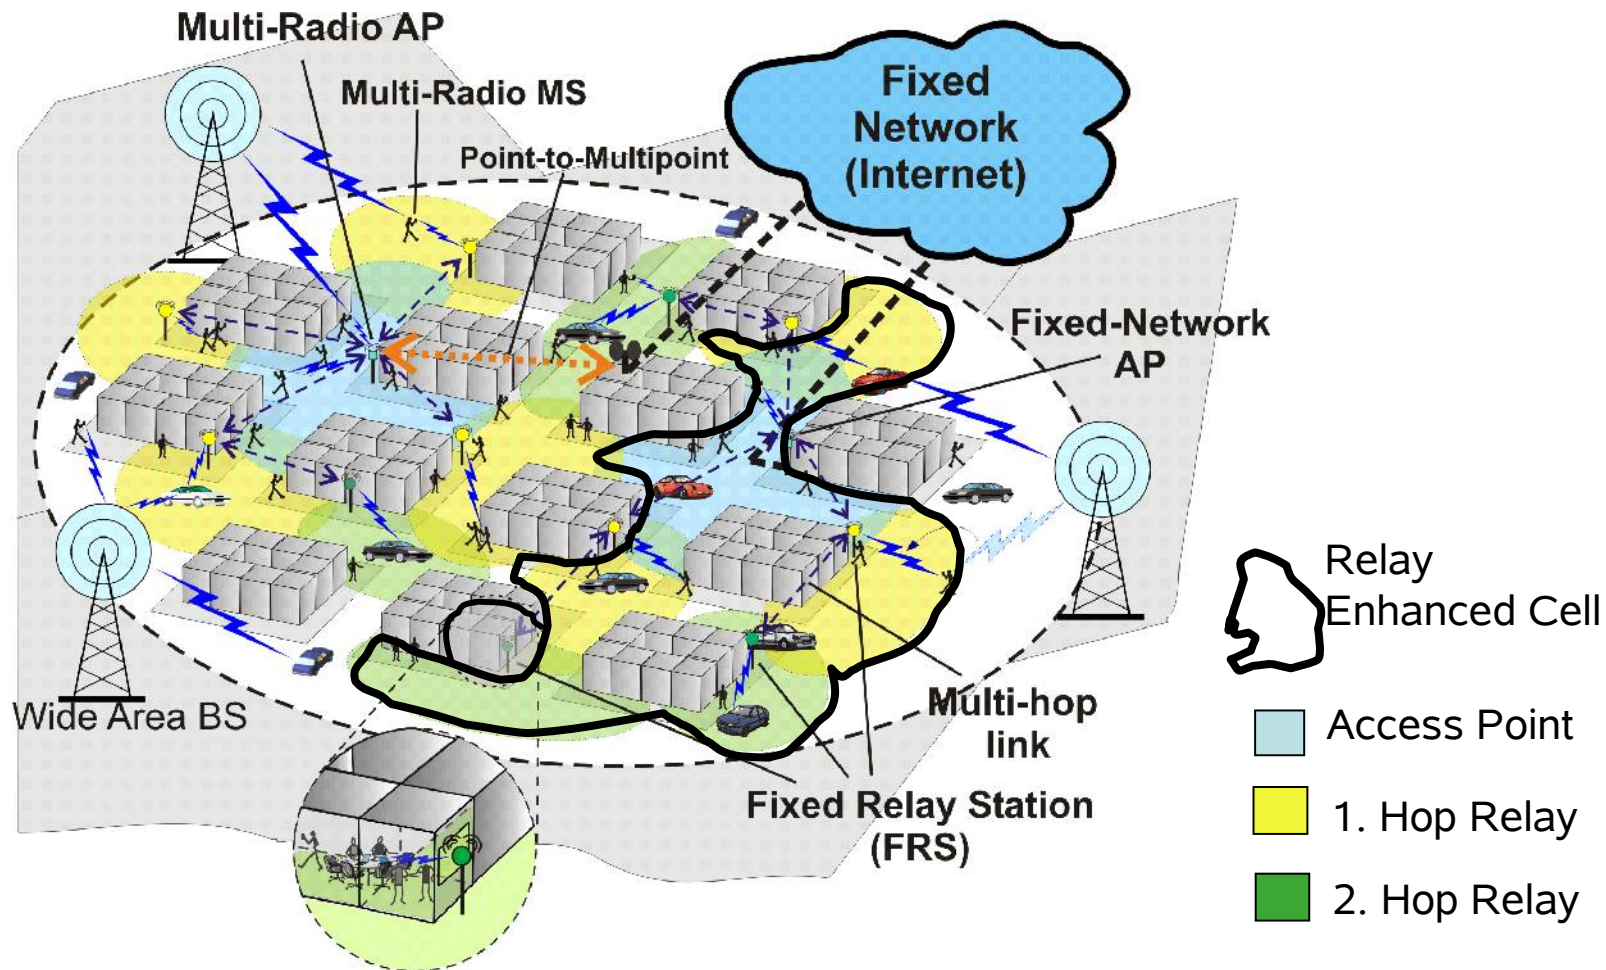 Multi-Radio AP
Multi-Radio MS
Point-to-Multipoint
Fixed
Network
(Internet)
Fixed-Network
AP
Relay
Enhanced Cell
Wide Area BS
Multi-hop
link
Access Point
Fixed Relay Station
(FRS)
1. Hop Relay
2. Hop Relay